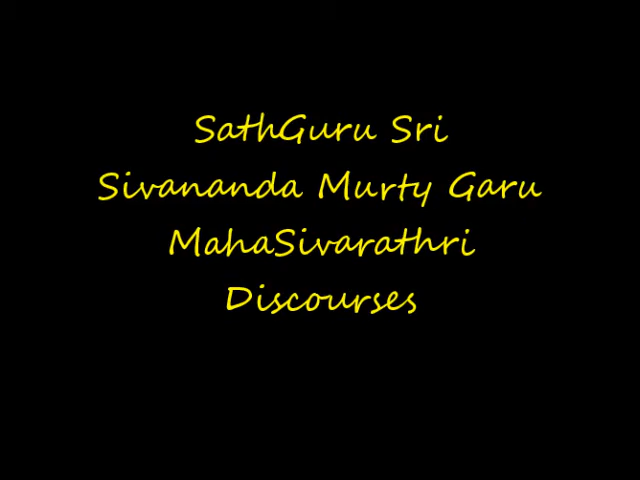 SathGuru Sri
Sivananda Murty Garu
MahaSivarathri
Discourses